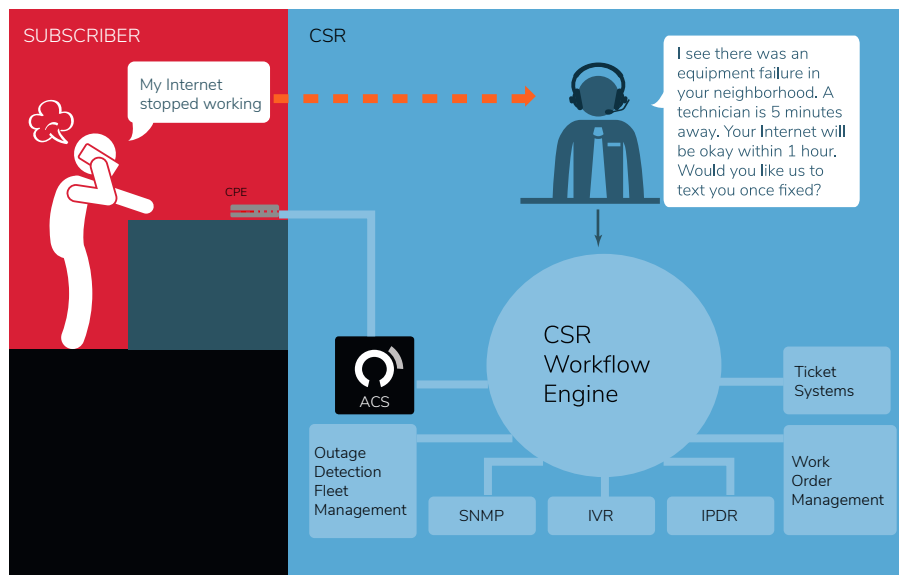 SUBSCRIBER
My Internet
stopped working
CPE
CSR
I see there was an
equipment failure in
your neighborhood. A
technician is 5 minutes
away. Your Internet will
be okay within 1 hour.
Would you like us to
text you once fixed?
CSR
Workflow
Engine
ACS
Ticket
Systems
Outage
Detection
Fleet
Management
SNMP
IVR
IPDR
Work
Order
Management